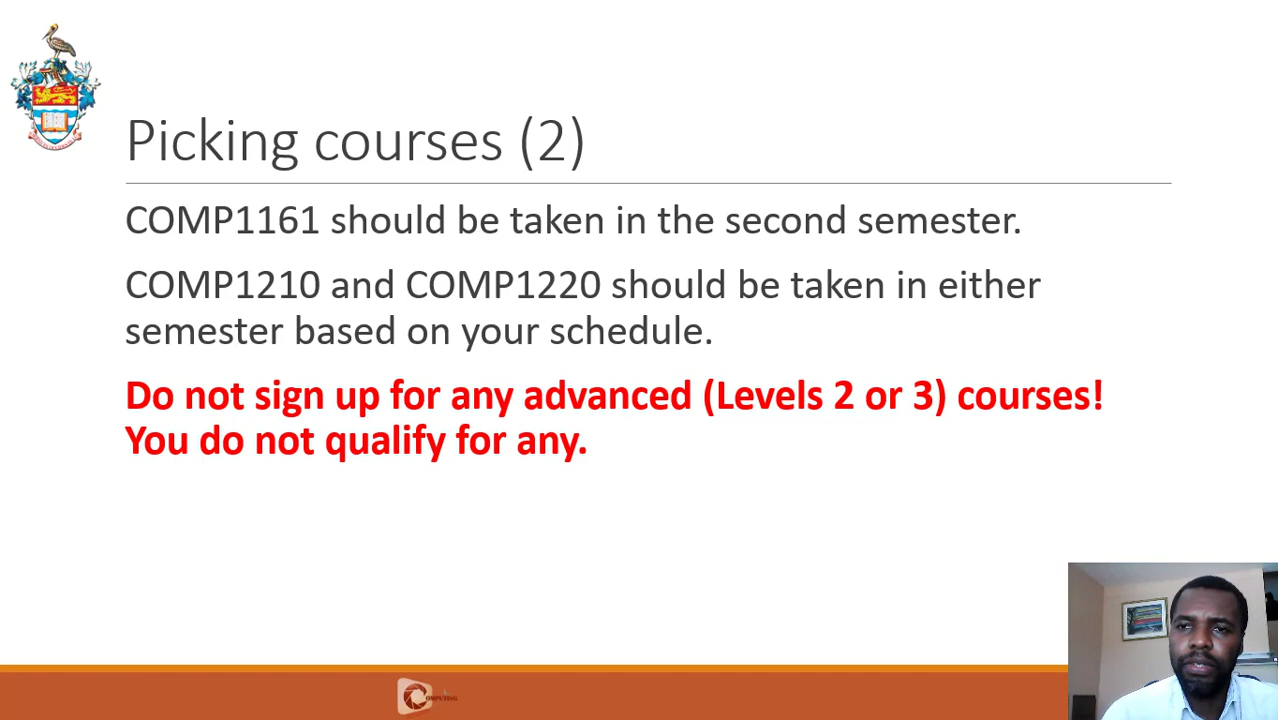 Picking courses (2)
COMP1161 should be taken in the second semester.
COMP1210 and COMP1220 should be taken in either
semester based on your schedule.
Do not sign up for any advanced (Levels 2 or 3) courses!
You do not qualify for any.